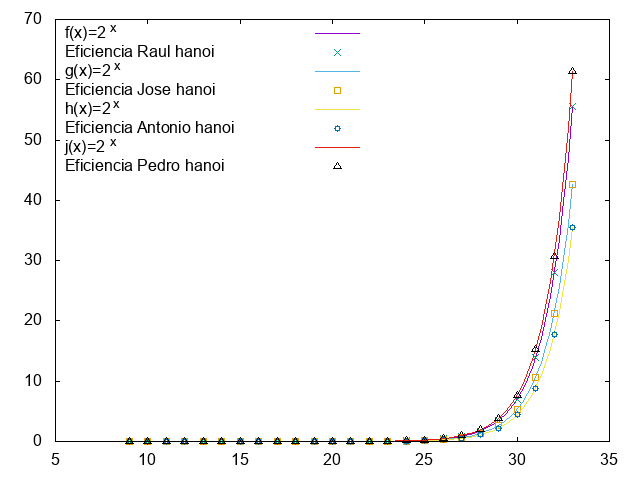 f(x)=2 x
Eficiencia Raul hanoi
g(x)=2 x
Eficiencia Jose hanoi
h(x)=2 x
Eficiencia Antonio hanoi
j(x)=2 x
Eficiencia Pedro hanoi
70
60
50
40
30
20
10
0
5 10 15 20 25 30 35